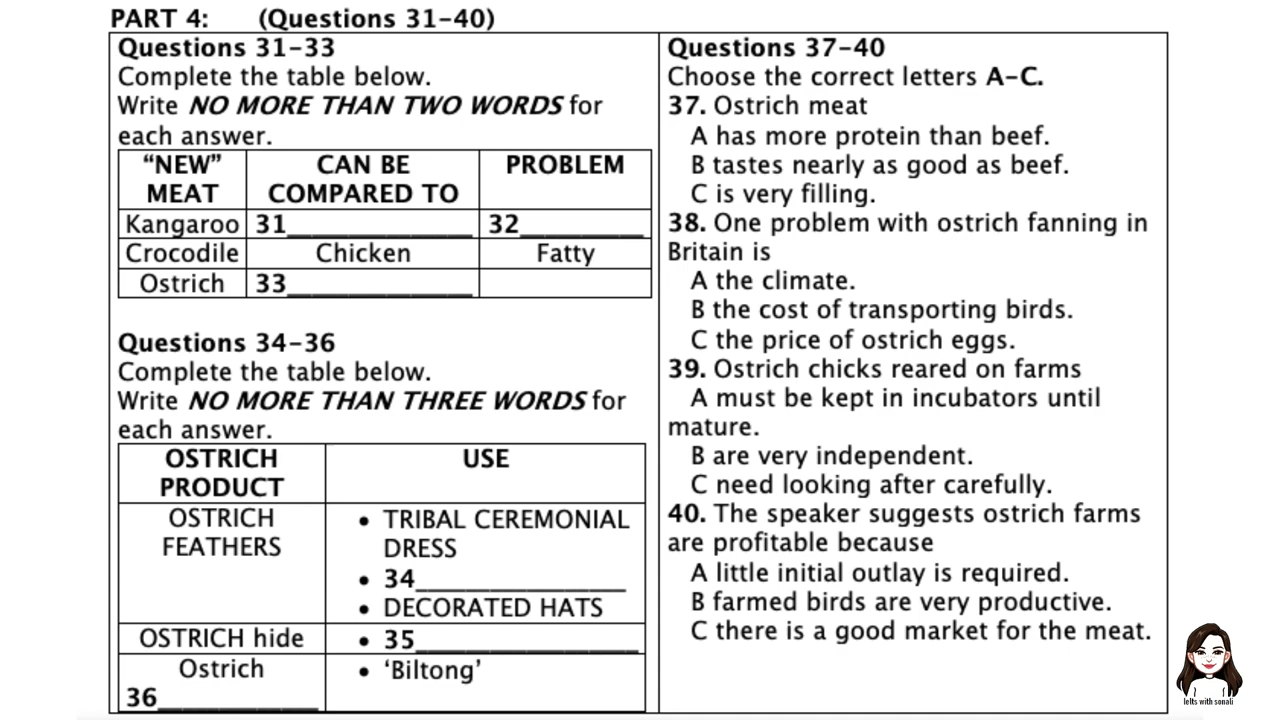 PART 4: (Questions 31-40)
Questions 31-33
Complete the table below.
Write NO MORE THAN TWO WORDS for
each answer.
"NEW" MEAT | CAN BE COMPARED TO | PROBLEM
Kangaroo | 31_______________ | 32__________
Crocodile | Chicken | Fatty
Ostrich | 33_______________
Questions 34-36
Complete the table below.
Write NO MORE THAN THREE WORDS for
each answer.
OSTRICH PRODUCT | USE
OSTRICH FEATHERS | • TRIBAL CEREMONIAL DRESS
• 34_________________
• DECORATED HATS
OSTRICH hide | • 35__________________
Ostrich 36_____________ | • 'Biltong'
Questions 37-40
Choose the correct letters A-C.
37. Ostrich meat
A has more protein than beef.
B tastes nearly as good as beef.
C is very filling.
38. One problem with ostrich fanning in
Britain is
A the climate.
B the cost of transporting birds.
C the price of ostrich eggs.
39. Ostrich chicks reared on farms
A must be kept in incubators until
mature.
B are very independent.
C need looking after carefully.
40. The speaker suggests ostrich farms
are profitable because
A little initial outlay is required.
B farmed birds are very productive.
C there is a good market for the meat.
Ielts with sonali